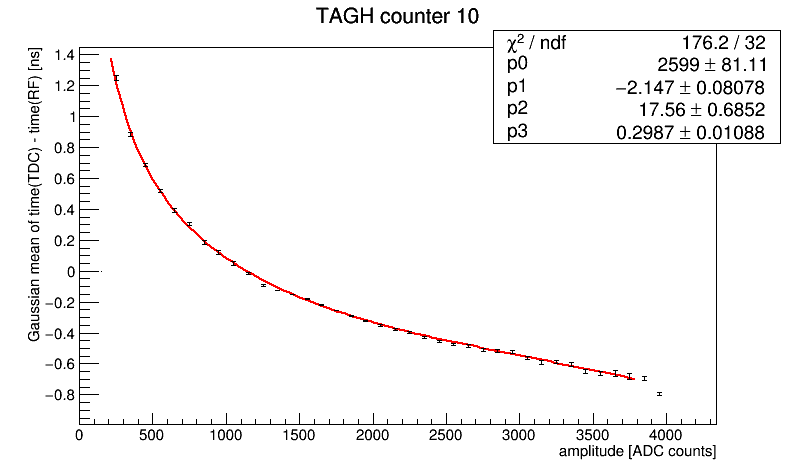 TAGH counter 10
χ² / ndf 176.2 / 32
p0 2599 ± 81.11
p1 −2.147 ± 0.08078
p2 17.56 ± 0.6852
p3 0.2987 ± 0.01088
Gaussian mean of time(TDC) - time(RF) [ns]
1.4
1.2
1
0.8
0.6
0.4
0.2
0
−0.2
−0.4
−0.6
−0.8
0 500 1000 1500 2000 2500 3000 3500 4000
amplitude [ADC counts]